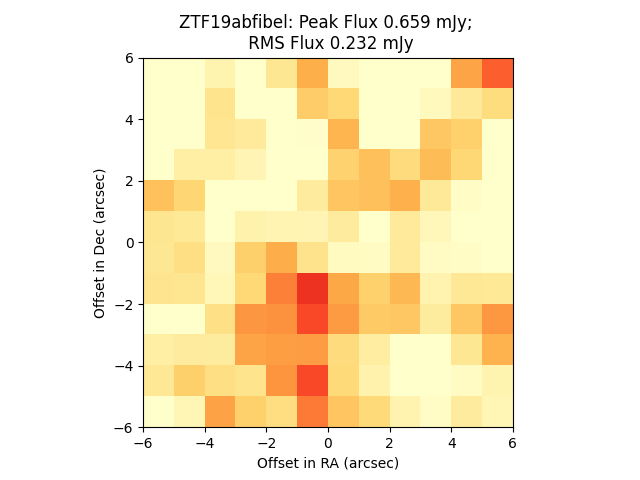 ZTF19abfibel: Peak Flux 0.659 mJy;
RMS Flux 0.232 mJy
6
4
2
0
−2
−4
−6
Offset in Dec (arcsec)
−6 −4 −2 0 2 4 6
Offset in RA (arcsec)